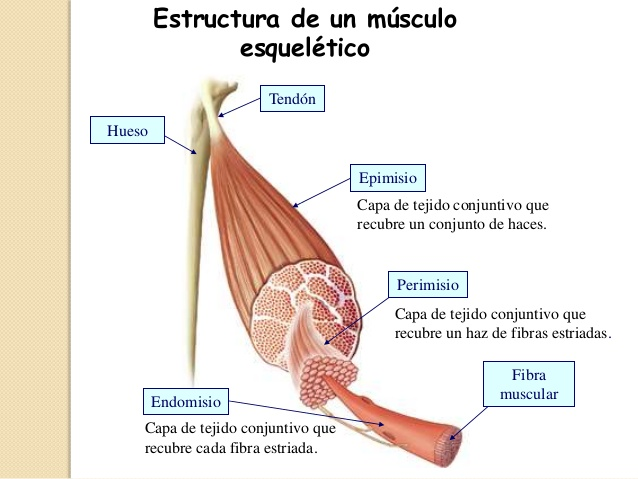 Estructura de un músculo
esquelético
Tendón
Hueso
Epimisio
Capa de tejido conjuntivo que
recubre un conjunto de haces.
Perimisio
Capa de tejido conjuntivo que
recubre un haz de fibras estriadas.
Fibra
muscular
Endomisio
Capa de tejido conjuntivo que
recubre cada fibra estriada.